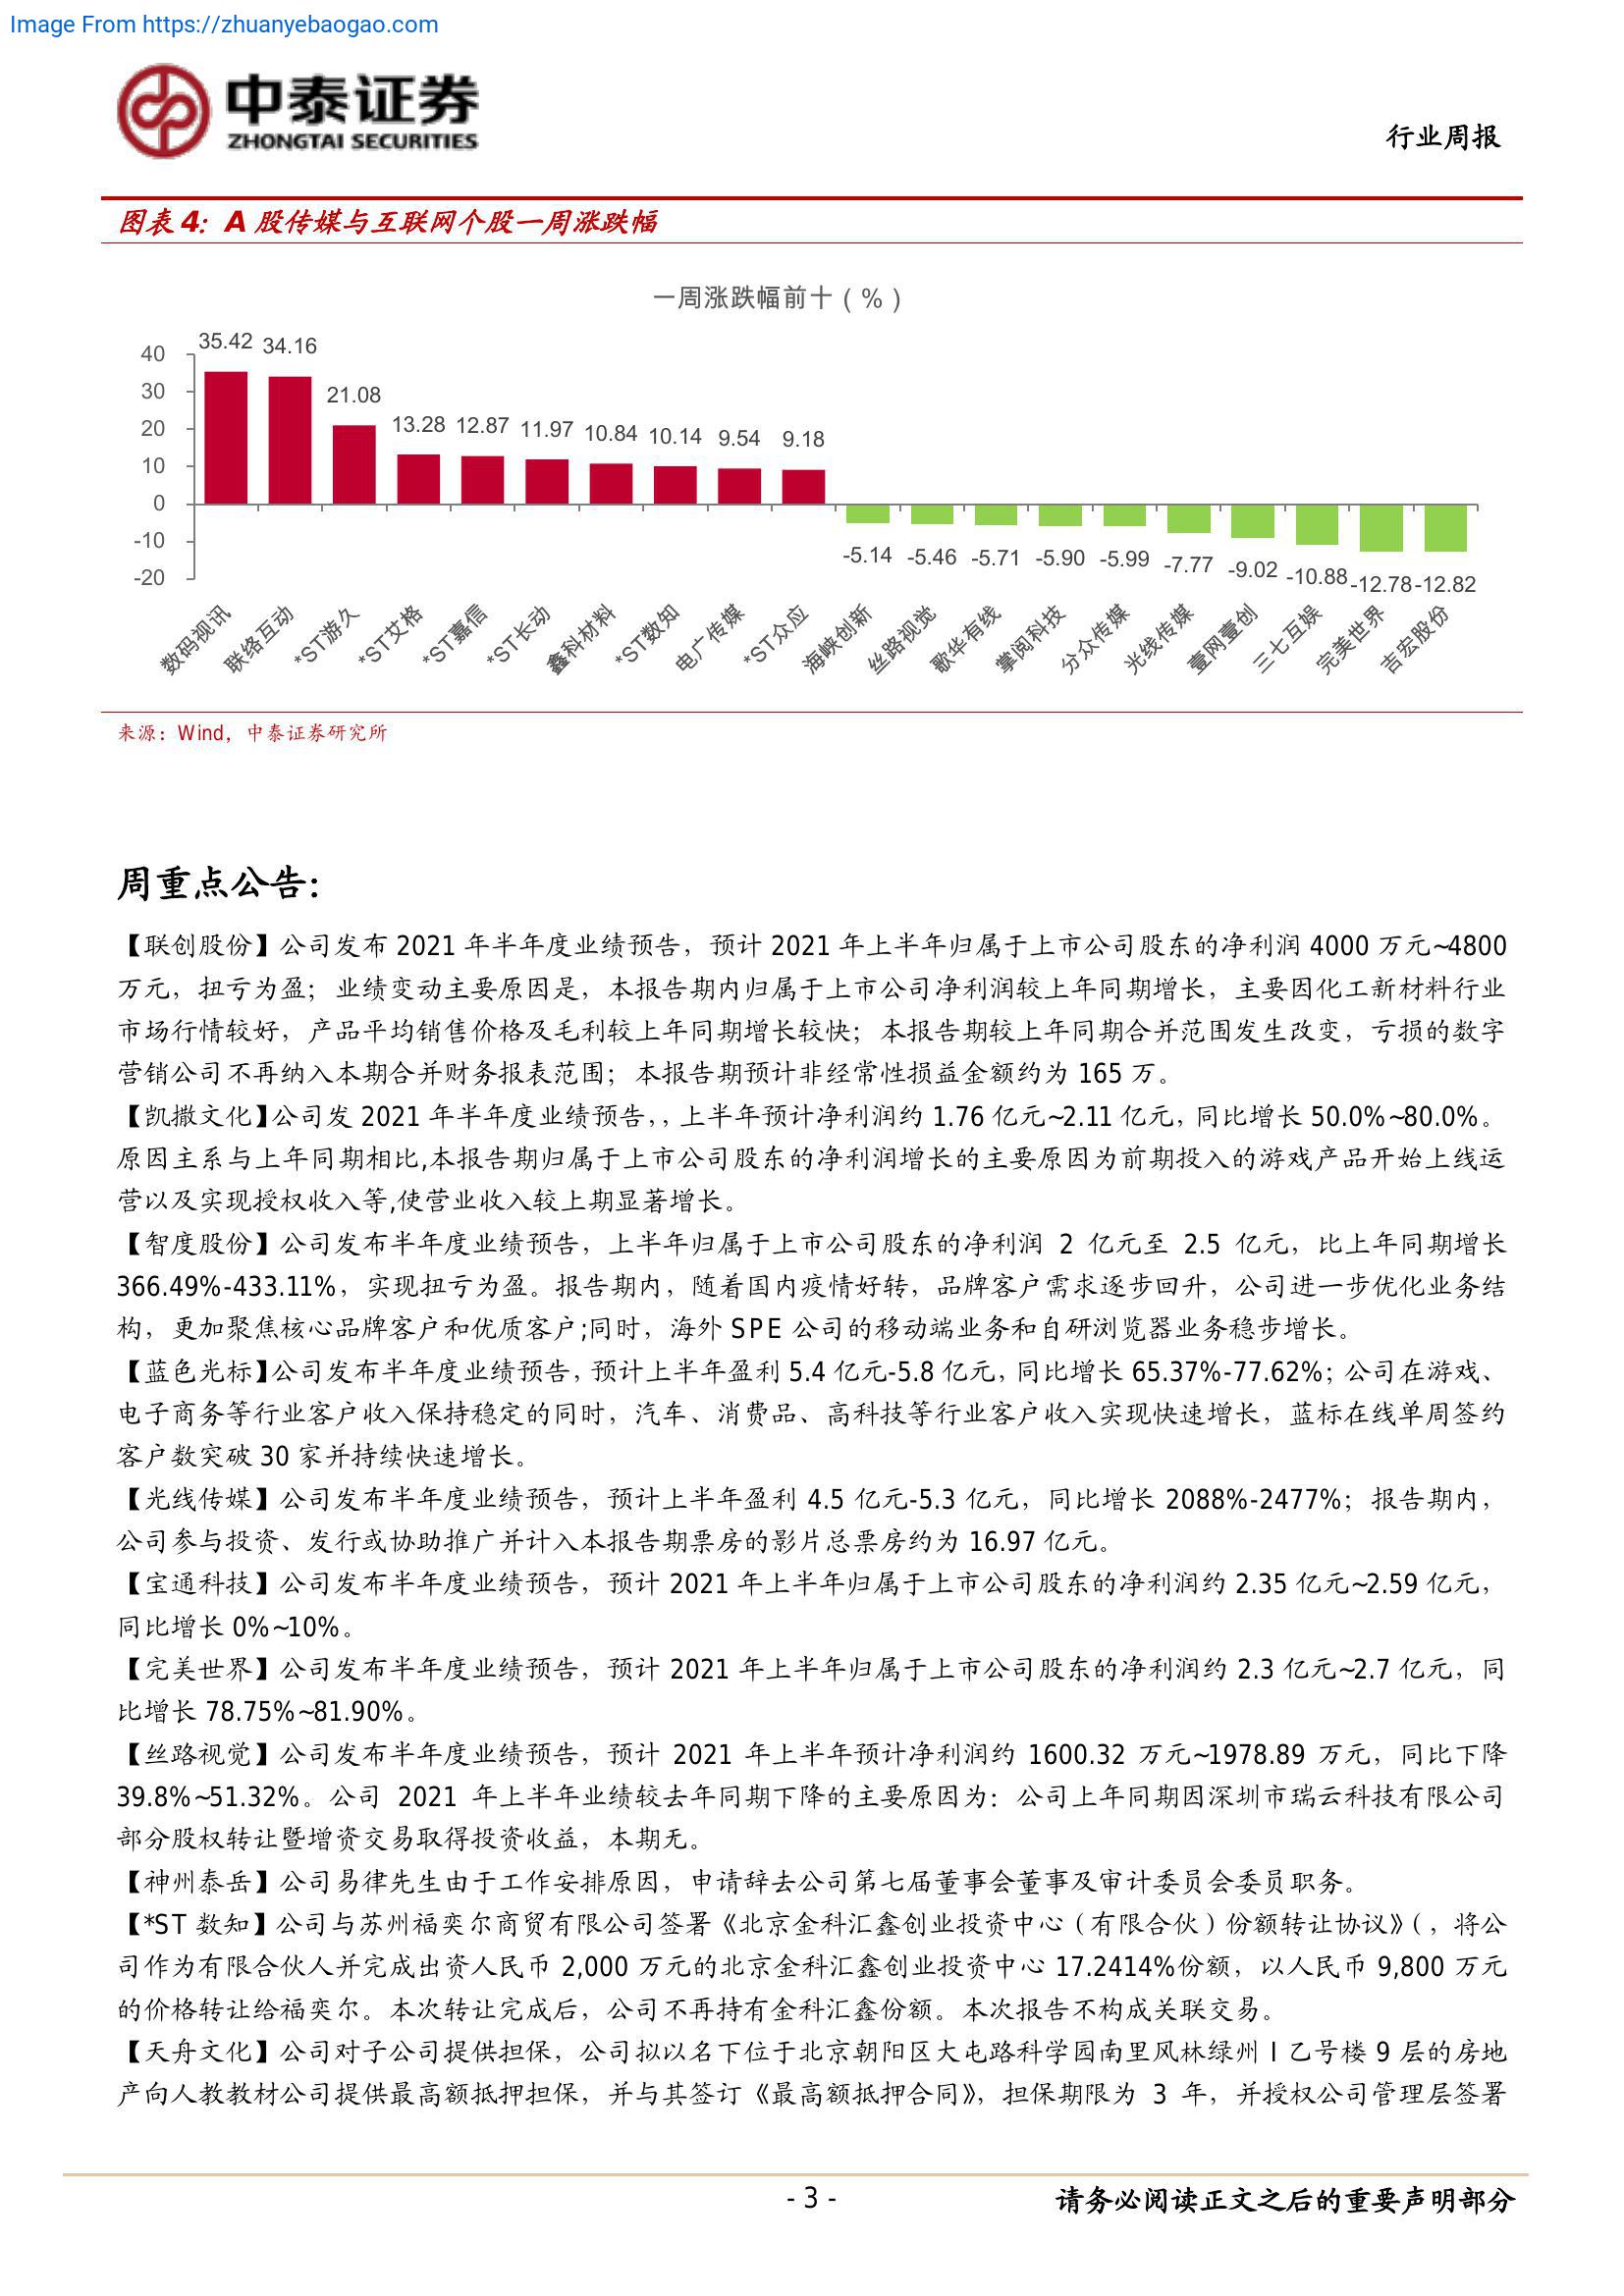 Image From https://zhuanyebaogao.com
中泰证券
ZHONGTAI SECURITIES
行业周报
图表 4：A 股传媒与互联网个股一周涨跌幅
一周涨跌幅前十（%）
40
30
20
10
0
-10
-20
35.42 34.16 21.08 13.28 12.87 11.97 10.84 10.14 9.54 9.18 -5.14 -5.46 -5.71 -5.90 -5.99 -7.77 -9.02 -10.88 -12.78 -12.82
数码视讯 联络互动 *ST游久 *ST艾格 *ST嘉信 *ST长动 鑫科材料 *ST数知 电广传媒 *ST众应 海峡创新 丝路视觉 歌华有线 掌阅科技 分众传媒 光线传媒 壹网壹创 三七互娱 完美世界 吉宏股份
来源：Wind，中泰证券研究所
周重点公告：
【联创股份】公司发布 2021 年半年度业绩预告，预计 2021 年上半年归属于上市公司股东的净利润 4000 万元~4800
万元，扭亏为盈；业绩变动主要原因是，本报告期内归属于上市公司净利润较上年同期增长，主要因化工新材料行业
市场行情较好，产品平均销售价格及毛利较上年同期增长较快；本报告期较上年同期合并范围发生改变，亏损的数字
营销公司不再纳入本期合并财务报表范围；本报告期预计非经常性损益金额约为 165 万。
【凯撒文化】公司发 2021 年半年度业绩预告，，上半年预计净利润约 1.76 亿元~2.11 亿元，同比增长 50.0%~80.0%。
原因主系与上年同期相比,本报告期归属于上市公司股东的净利润增长的主要原因为前期投入的游戏产品开始上线运
营以及实现授权收入等,使营业收入较上期显著增长。
【智度股份】公司发布半年度业绩预告，上半年归属于上市公司股东的净利润 2 亿元至 2.5 亿元，比上年同期增长
366.49%-433.11%，实现扭亏为盈。报告期内，随着国内疫情好转，品牌客户需求逐步回升，公司进一步优化业务结
构，更加聚焦核心品牌客户和优质客户;同时，海外 SPE 公司的移动端业务和自研浏览器业务稳步增长。
【蓝色光标】公司发布半年度业绩预告，预计上半年盈利 5.4 亿元-5.8 亿元，同比增长 65.37%-77.62%；公司在游戏、
电子商务等行业客户收入保持稳定的同时，汽车、消费品、高科技等行业客户收入实现快速增长，蓝标在线单周签约
客户数突破 30 家并持续快速增长。
【光线传媒】公司发布半年度业绩预告，预计上半年盈利 4.5 亿元-5.3 亿元，同比增长 2088%-2477%；报告期内，
公司参与投资、发行或协助推广并计入本报告期票房的影片总票房约为 16.97 亿元。
【宝通科技】公司发布半年度业绩预告，预计 2021 年上半年归属于上市公司股东的净利润约 2.35 亿元~2.59 亿元，
同比增长 0%~10%。
【完美世界】公司发布半年度业绩预告，预计 2021 年上半年归属于上市公司股东的净利润约 2.3 亿元~2.7 亿元，同
比增长 78.75%~81.90%。
【丝路视觉】公司发布半年度业绩预告，预计 2021 年上半年预计净利润约 1600.32 万元~1978.89 万元，同比下降
39.8%~51.32%。公司 2021 年上半年业绩较去年同期下降的主要原因为：公司上年同期因深圳市瑞云科技有限公司
部分股权转让暨增资交易取得投资收益，本期无。
【神州泰岳】公司易律先生由于工作安排原因，申请辞去公司第七届董事会董事及审计委员会委员职务。
【*ST 数知】公司与苏州福奕尔商贸有限公司签署《北京金科汇鑫创业投资中心（有限合伙）份额转让协议》（，将公
司作为有限合伙人并完成出资人民币 2,000 万元的北京金科汇鑫创业投资中心 17.2414%份额，以人民币 9,800 万元
的价格转让给福奕尔。本次转让完成后，公司不再持有金科汇鑫份额。本次报告不构成关联交易。
【天舟文化】公司对子公司提供担保，公司拟以名下位于北京朝阳区大屯路科学园南里风林绿州 I 乙号楼 9 层的房地
产向人教教材公司提供最高额抵押担保，并与其签订《最高额抵押合同》，担保期限为 3 年，并授权公司管理层签署
- 3 -
请务必阅读正文之后的重要声明部分